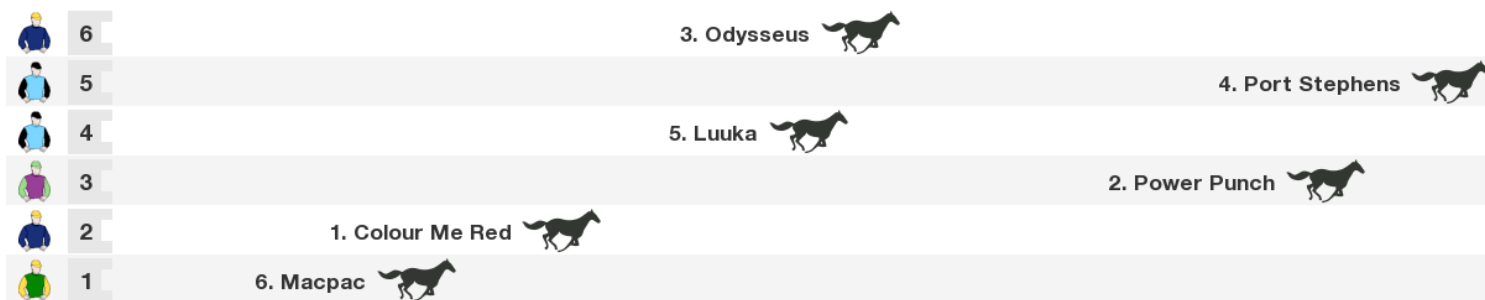 6 3. Odysseus
5 4. Port Stephens
4 5. Luuka
3 2. Power Punch
2 1. Colour Me Red
1 6. Macpac